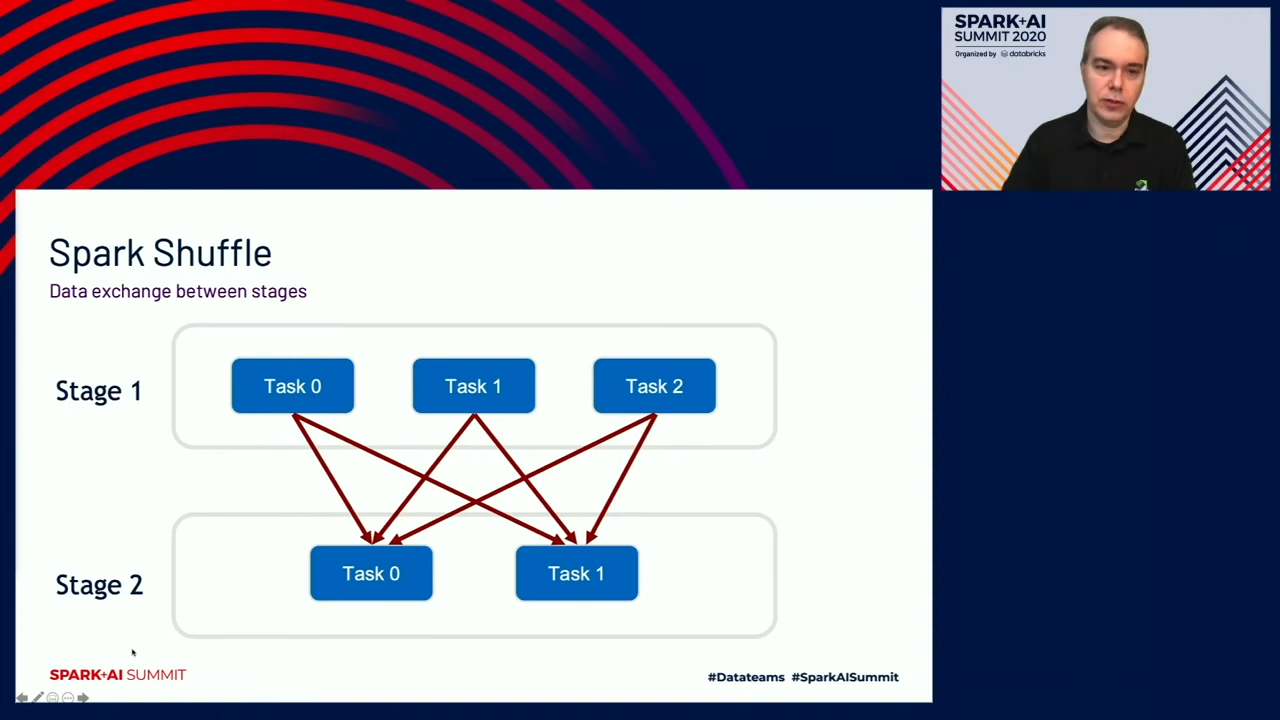 SPARK+AI
SUMMIT 2020
Organized by databricks
Spark Shuffle
Data exchange between stages
Stage 1
Task 0
Task 1
Task 2
Stage 2
Task 0
Task 1
SPARK+AI SUMMIT
#Datateams #SparkAISummit